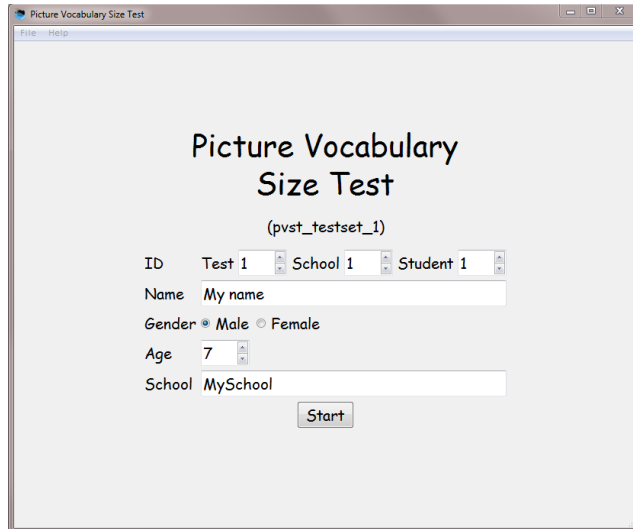 Picture Vocabulary Size Test
File Help
Picture Vocabulary
Size Test
(pvst_testset_1)
ID Test 1 School 1 Student 1
Name My name
Gender Male Female
Age 7
School MySchool
Start